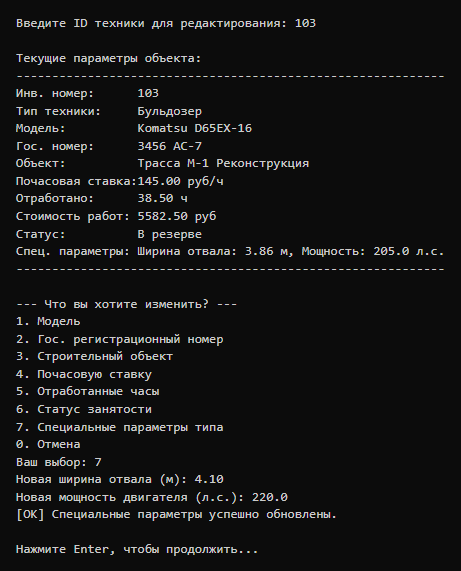 Введите ID техники для редактирования: 103
Текущие параметры объекта:
------------------------------------------------------------
Инв. номер:      103
Тип техники:     Бульдозер
Модель:          Komatsu D65EX-16
Гос. номер:      3456 AC-7
Объект:          Трасса М-1 Реконструкция
Почасовая ставка:145.00 руб/ч
Отработано:      38.50 ч
Стоимость работ: 5582.50 руб
Статус:          В резерве
Спец. параметры: Ширина отвала: 3.86 м, Мощность: 205.0 л.с.
------------------------------------------------------------
--- Что вы хотите изменить? ---
1. Модель
2. Гос. регистрационный номер
3. Строительный объект
4. Почасовую ставку
5. Отработанные часы
6. Статус занятости
7. Специальные параметры типа
0. Отмена
Ваш выбор: 7
Новая ширина отвала (м): 4.10
Новая мощность двигателя (л.с.): 220.0
[OK] Специальные параметры успешно обновлены.
Нажмите Enter, чтобы продолжить...